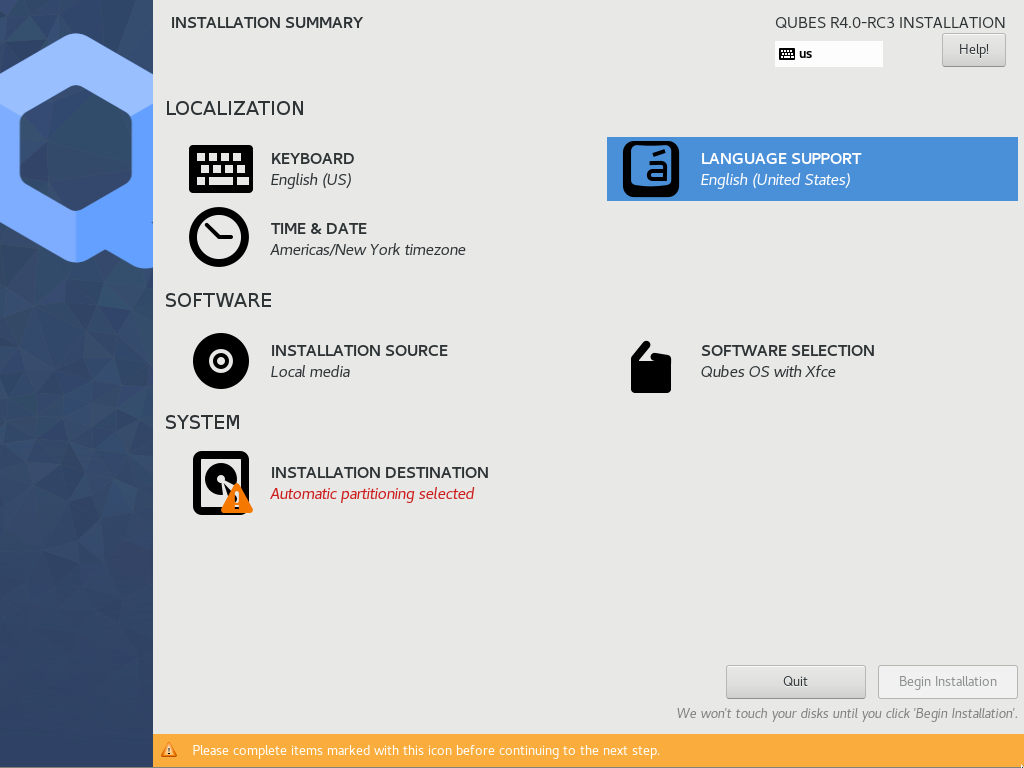 INSTALLATION SUMMARY
QUBES R4.0-RC3 INSTALLATION
us
Help!
LOCALIZATION
KEYBOARD
English (US)
LANGUAGE SUPPORT
English (United States)
TIME & DATE
Americas/New York timezone
SOFTWARE
INSTALLATION SOURCE
Local media
SOFTWARE SELECTION
Qubes OS with Xfce
SYSTEM
INSTALLATION DESTINATION
Automatic partitioning selected
Quit
Begin Installation
We won't touch your disks until you click 'Begin Installation'.
Please complete items marked with this icon before continuing to the next step.